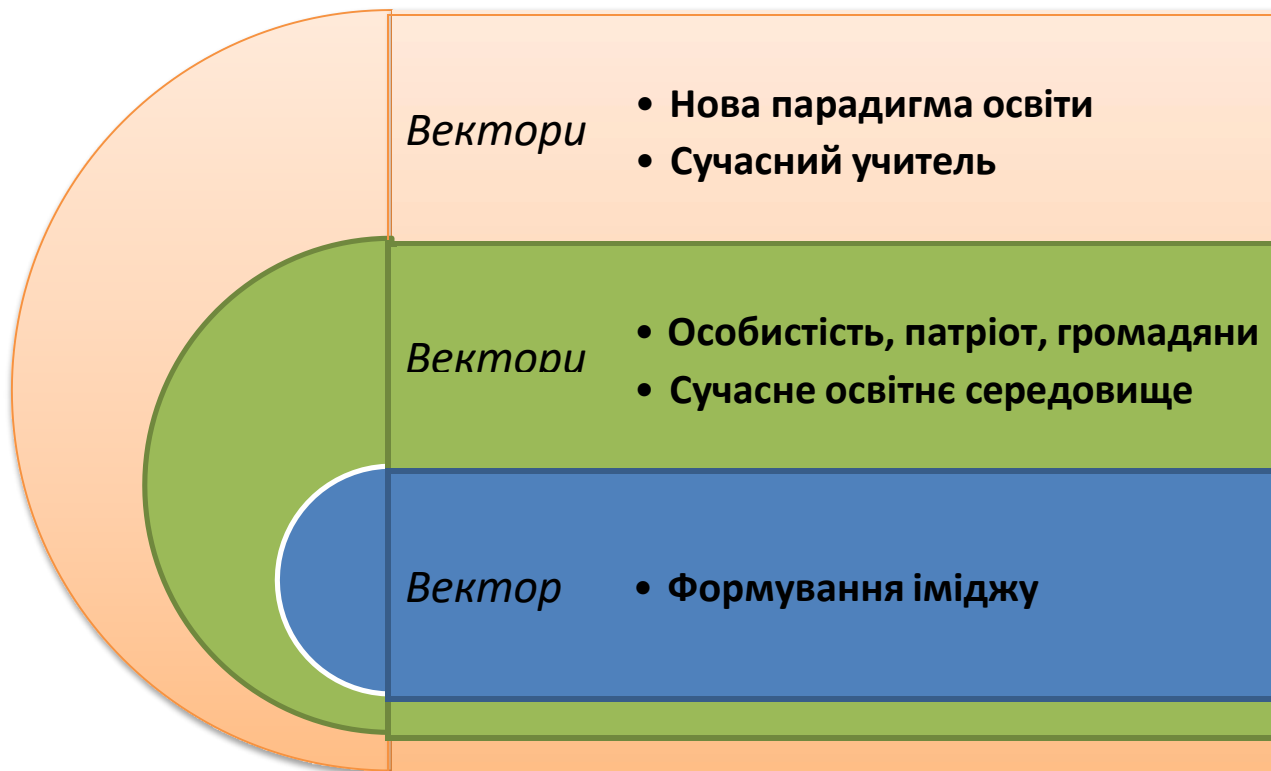 Вектори
• Нова парадигма освіти
• Сучасний учитель
Вектори
• Особистість, патріот, громадяни
• Сучасне освітнє середовище
Вектор
• Формування іміджу